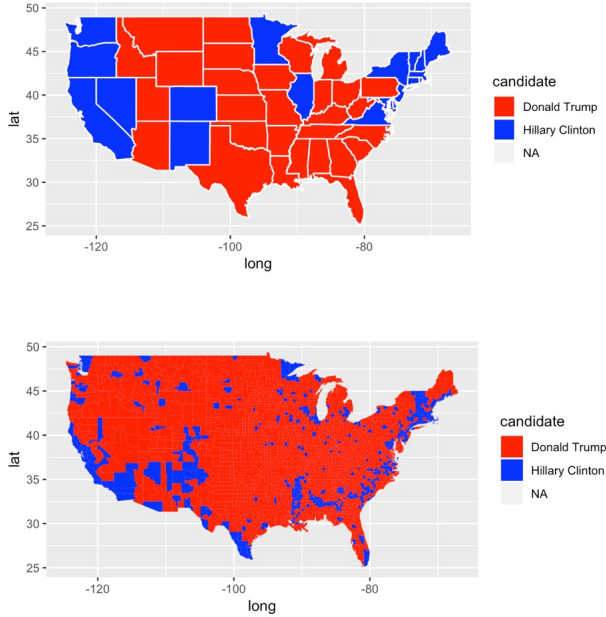 50
45
40
35
30
25
lat
-120
-100
-80
long
candidate
Donald Trump
Hillary Clinton
NA
50
45
40
35
30
25
lat
-120
-100
-80
long
candidate
Donald Trump
Hillary Clinton
NA